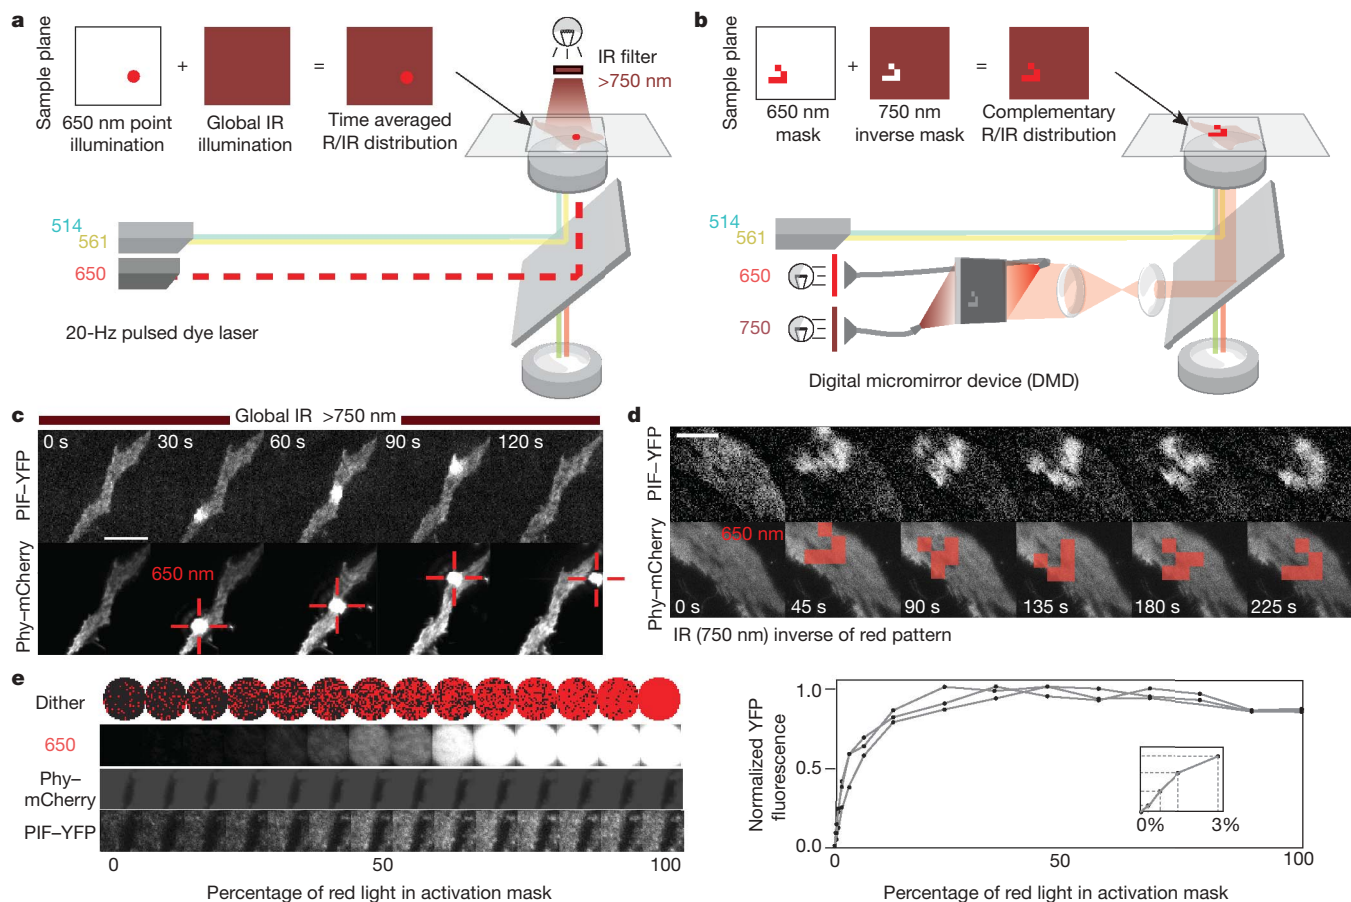 a
Sample plane
+
=
650 nm point
illumination
Global IR
illumination
Time averaged
R/IR distribution
IR filter
>750 nm
514
561
650
20-Hz pulsed dye laser
b
Sample plane
+
=
650 nm
mask
750 nm
inverse mask
Complementary
R/IR distribution
514
561
650
750
Digital micromirror device (DMD)
c
Global IR >750 nm
PIF–YFP
0 s
30 s
60 s
90 s
120 s
Phy–mCherry
650 nm
d
PIF–YFP
Phy–mCherry
650 nm
0 s
45 s
90 s
135 s
180 s
225 s
IR (750 nm) inverse of red pattern
e
Dither
650
Phy–
mCherry
PIF–YFP
0
50
100
Percentage of red light in activation mask
Normalized YFP
fluorescence
1.0
0.5
0.0
0%
3%
0
50
100
Percentage of red light in activation mask